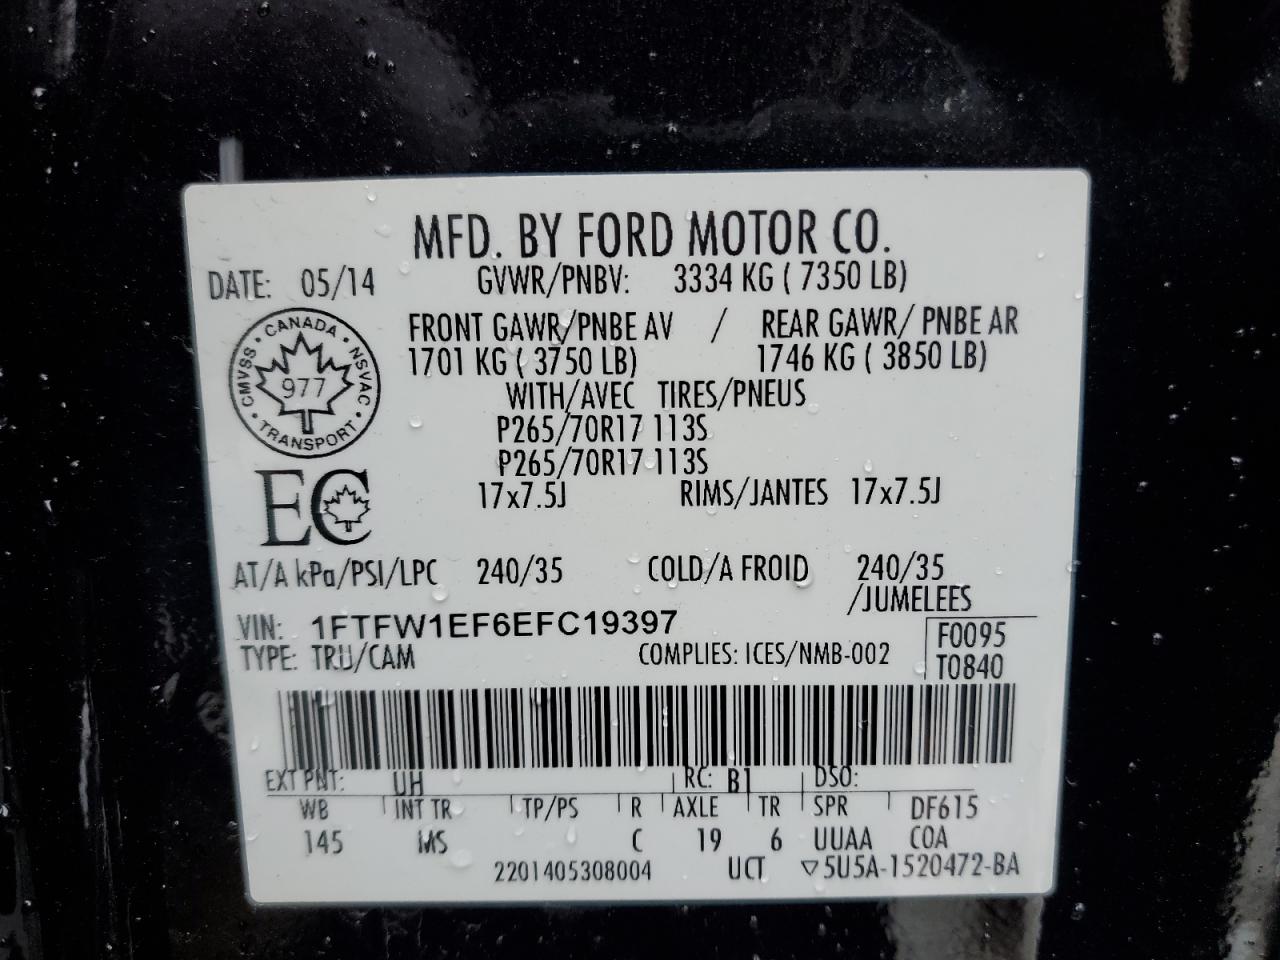 MFD. BY FORD MOTOR CO.
DATE: 05/14 GVWR/PNBV: 3334 KG ( 7350 LB)
FRONT GAWR/PNBE AV / REAR GAWR/ PNBE AR
1701 KG ( 3750 LB) 1746 KG ( 3850 LB)
WITH/AVEC TIRES/PNEUS
P265/70R17 113S
P265/70R17 113S
17x7.5J RIMS/JANTES 17x7.5J
CANADA · NSVAC · TRANSPORT · CMVSS ·
977
EC
AT/A kPa/PSI/LPC 240/35 COLD/A FROID 240/35
/JUMELEES
VIN: 1FTFW1EF6EFC19397
TYPE: TRU/CAM COMPLIES: ICES/NMB-002
F0095
T0840
EXT PNT: UH RC: B1 DSO:
WB INT TR TP/PS R AXLE TR SPR DF615
145 MS C 19 6 UUAA COA
2201405308004 UCT ▽5U5A-1520472-BA